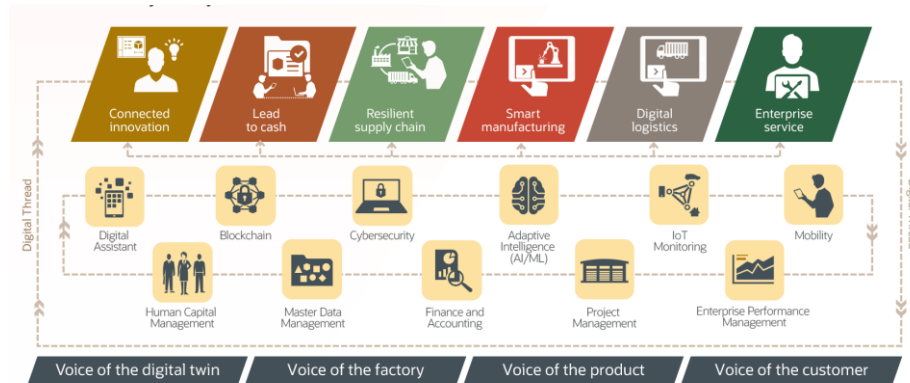 Connected
innovation
Lead
to cash
Resilient
supply chain
Smart
manufacturing
Digital
logistics
Enterprise
service
Digital Thread
Digital
Assistant
Blockchain
Cybersecurity
Adaptive
Intelligence
(AI/ML)
IoT
Monitoring
Mobility
Human Capital
Management
Master Data
Management
Finance and
Accounting
Project
Management
Enterprise Performance
Management
Voice of the digital twin
Voice of the factory
Voice of the product
Voice of the customer